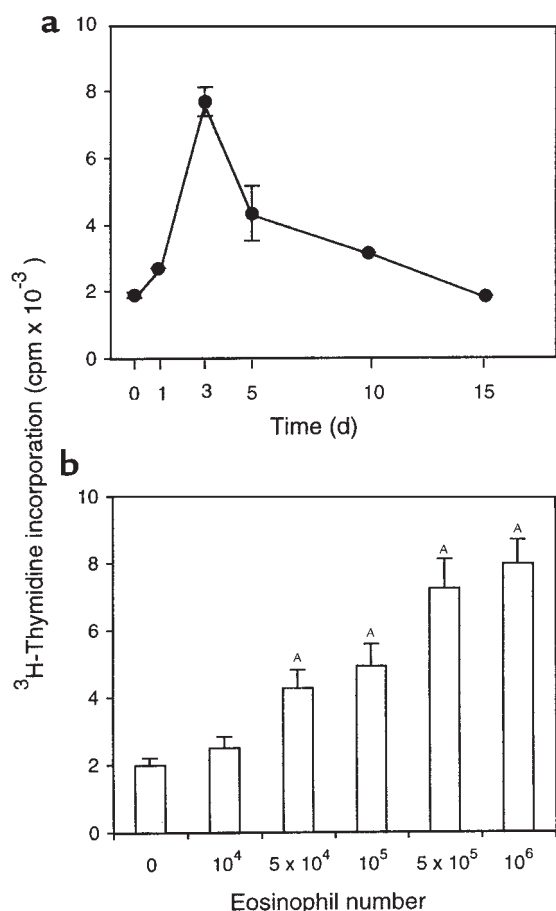 a
10
8
6
4
2
0
0 1 3 5 10 15
Time (d)
³H-Thymidine incorporation (cpm x 10⁻³)
b
10
8
6
4
2
0
A
A
A
A
0 10⁴ 5 x 10⁴ 10⁵ 5 x 10⁵ 10⁶
Eosinophil number